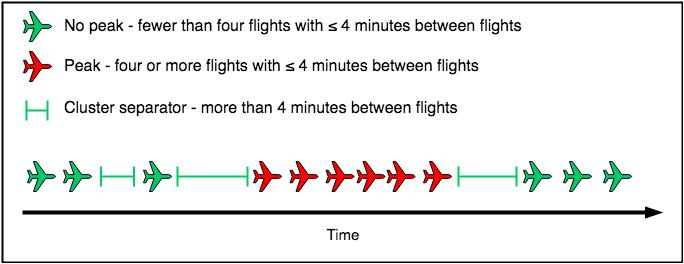 No peak - fewer than four flights with ≤ 4 minutes between flights
Peak - four or more flights with ≤ 4 minutes between flights
Cluster separator - more than 4 minutes between flights
Time